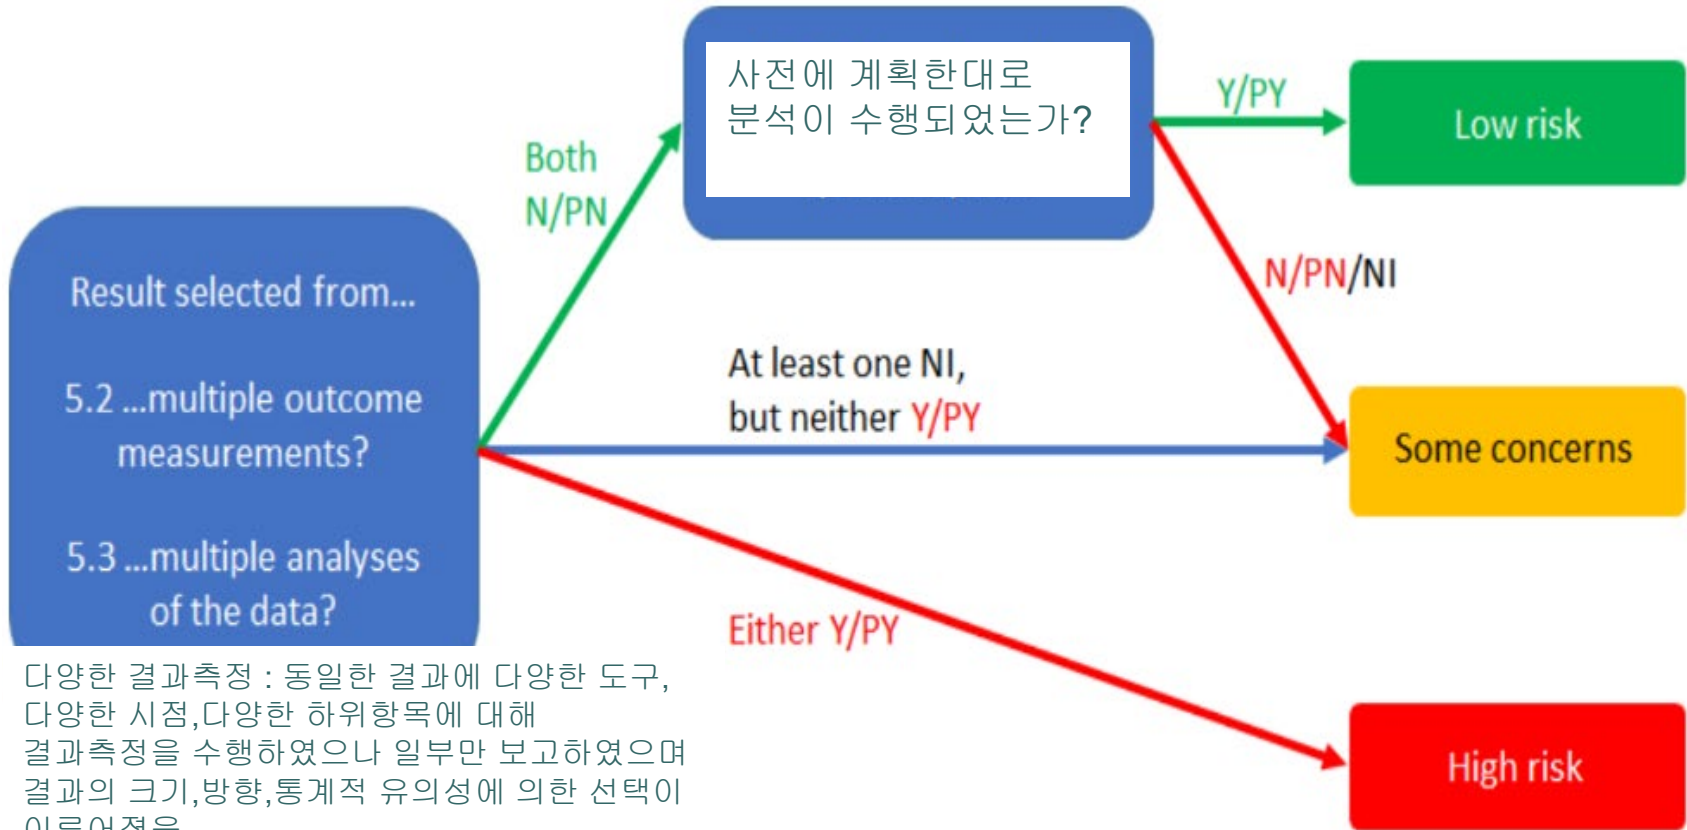 사전에 계획한대로
분석이 수행되었는가?
Y/PY
Low risk
Both
N/PN
Result selected from...
5.2 ...multiple outcome
measurements?
5.3 ...multiple analyses
of the data?
N/PN/NI
At least one NI,
but neither Y/PY
Some concerns
Either Y/PY
High risk
다양한 결과측정 : 동일한 결과에 다양한 도구,
다양한 시점,다양한 하위항목에 대해
결과측정을 수행하였으나 일부만 보고하였으며
결과의 크기,방향,통계적 유의성에 의한 선택이